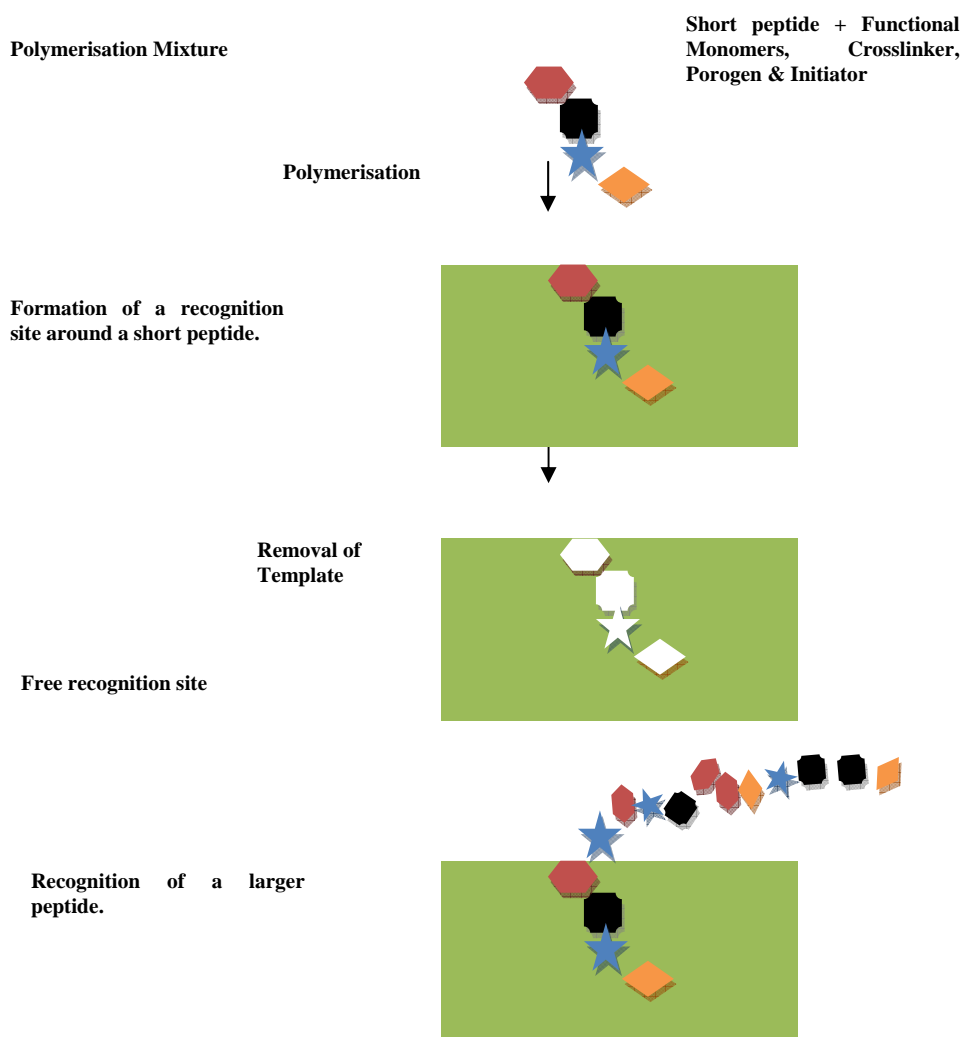 Polymerisation Mixture
Short peptide + Functional
Monomers, Crosslinker,
Porogen & Initiator
Polymerisation
Formation of a recognition
site around a short peptide.
Removal of
Template
Free recognition site
Recognition of a larger
peptide.